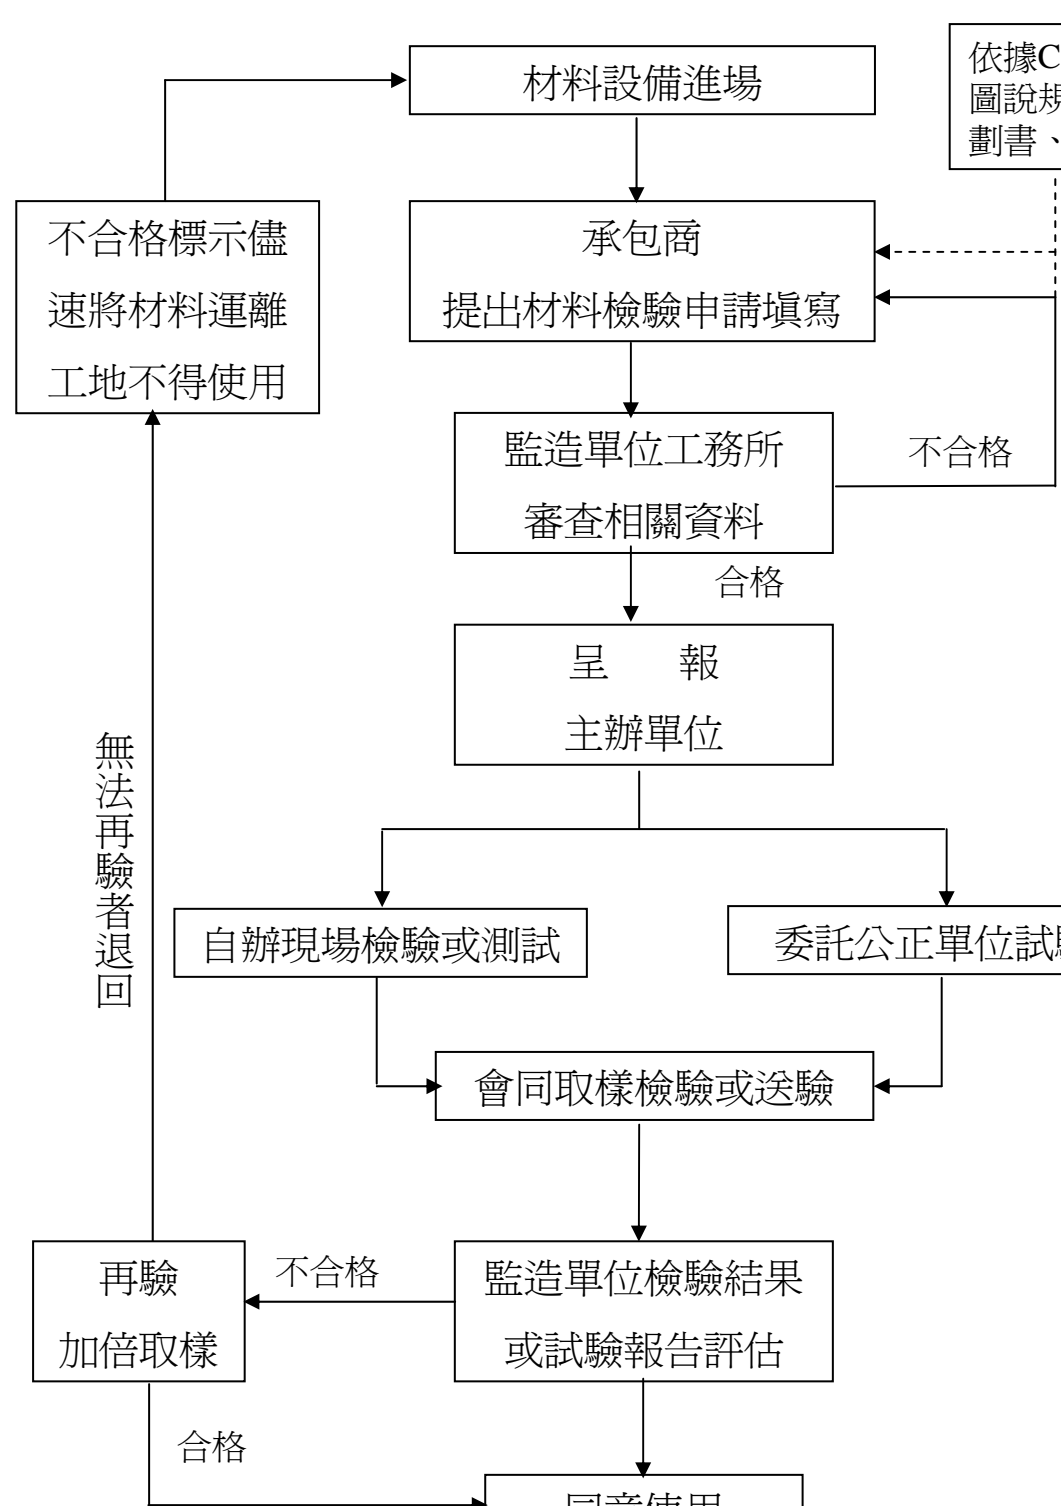 材料設備進場
依據C
圖說規
劃書、
不合格標示儘
速將材料運離
工地不得使用
承包商
提出材料檢驗申請填寫
監造單位工務所
審查相關資料
不合格
合格
呈 報
主辦單位
無法再驗者退回
自辦現場檢驗或測試
委託公正單位試驗
會同取樣檢驗或送驗
再驗
加倍取樣
不合格
監造單位檢驗結果
或試驗報告評估
合格
同意使用